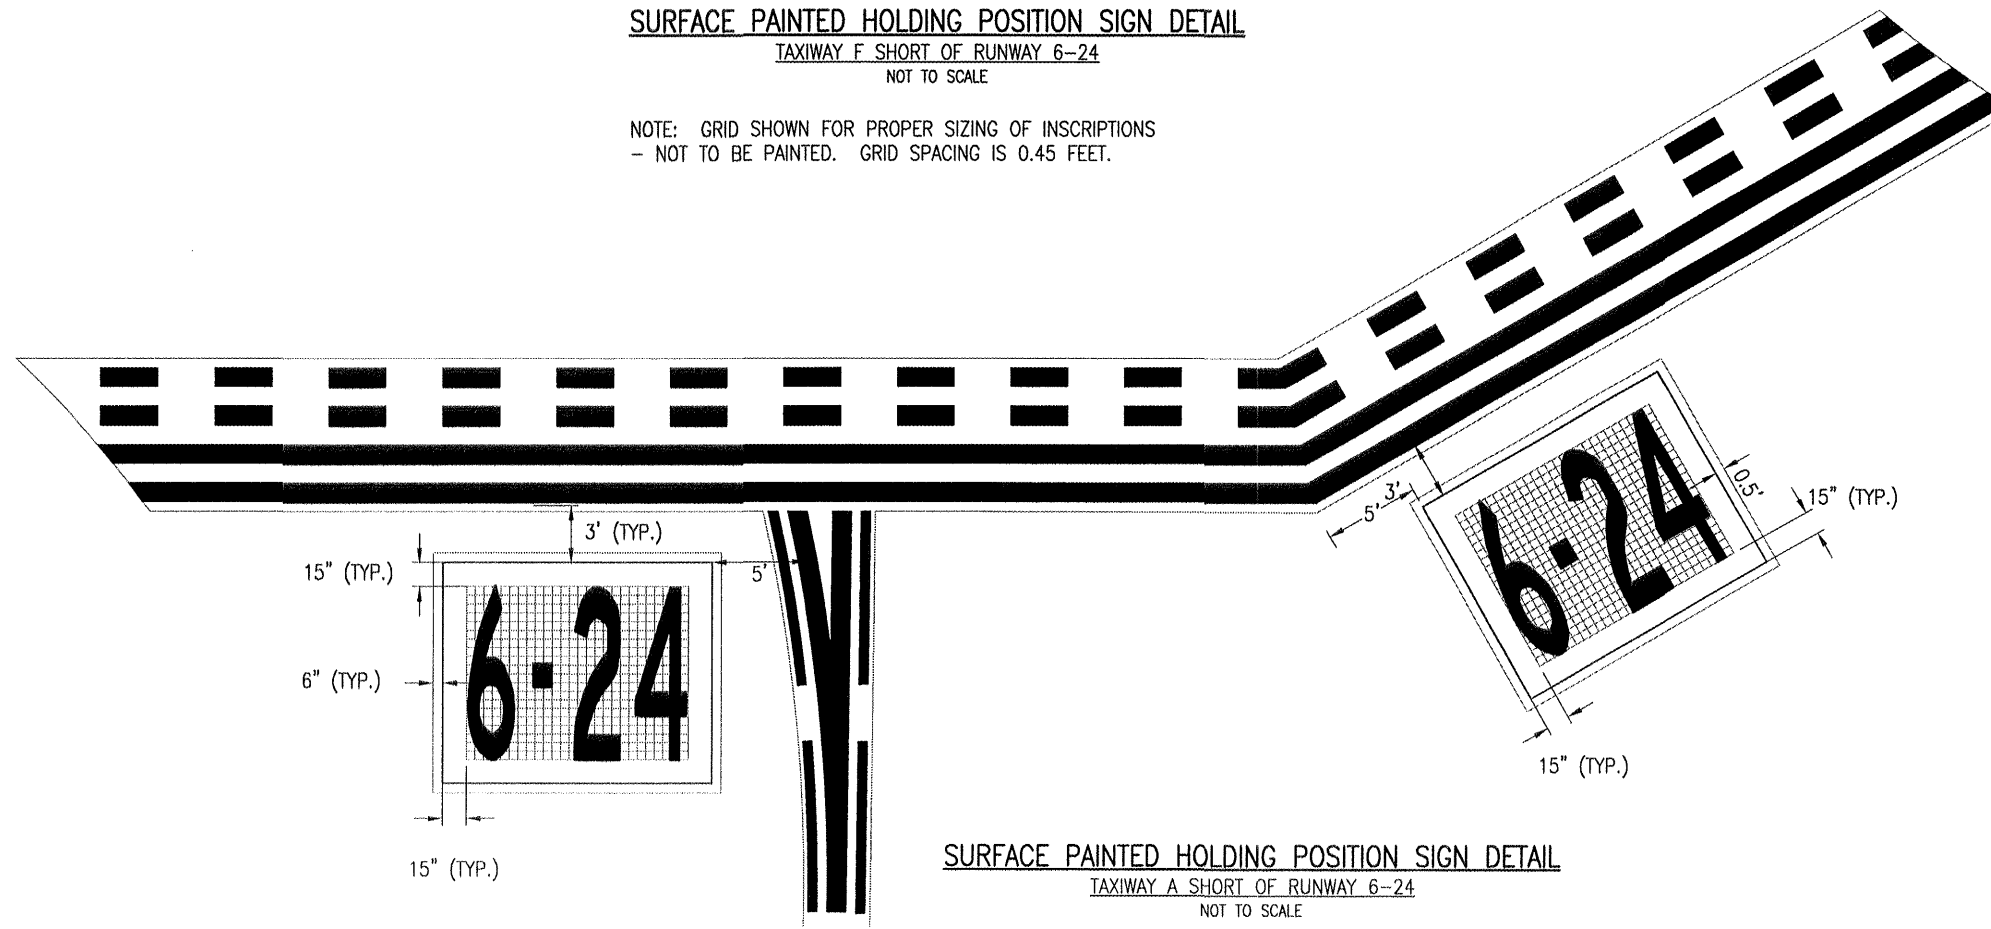 SURFACE PAINTED HOLDING POSITION SIGN DETAIL
TAXIWAY F SHORT OF RUNWAY 6-24
NOT TO SCALE
NOTE: GRID SHOWN FOR PROPER SIZING OF INSCRIPTIONS
- NOT TO BE PAINTED. GRID SPACING IS 0.45 FEET.
3' (TYP.)
15" (TYP.)
5'
6" (TYP.)
6-24
15" (TYP.)
5'
3'
6-24
0.5'
15" (TYP.)
15" (TYP.)
SURFACE PAINTED HOLDING POSITION SIGN DETAIL
TAXIWAY A SHORT OF RUNWAY 6-24
NOT TO SCALE